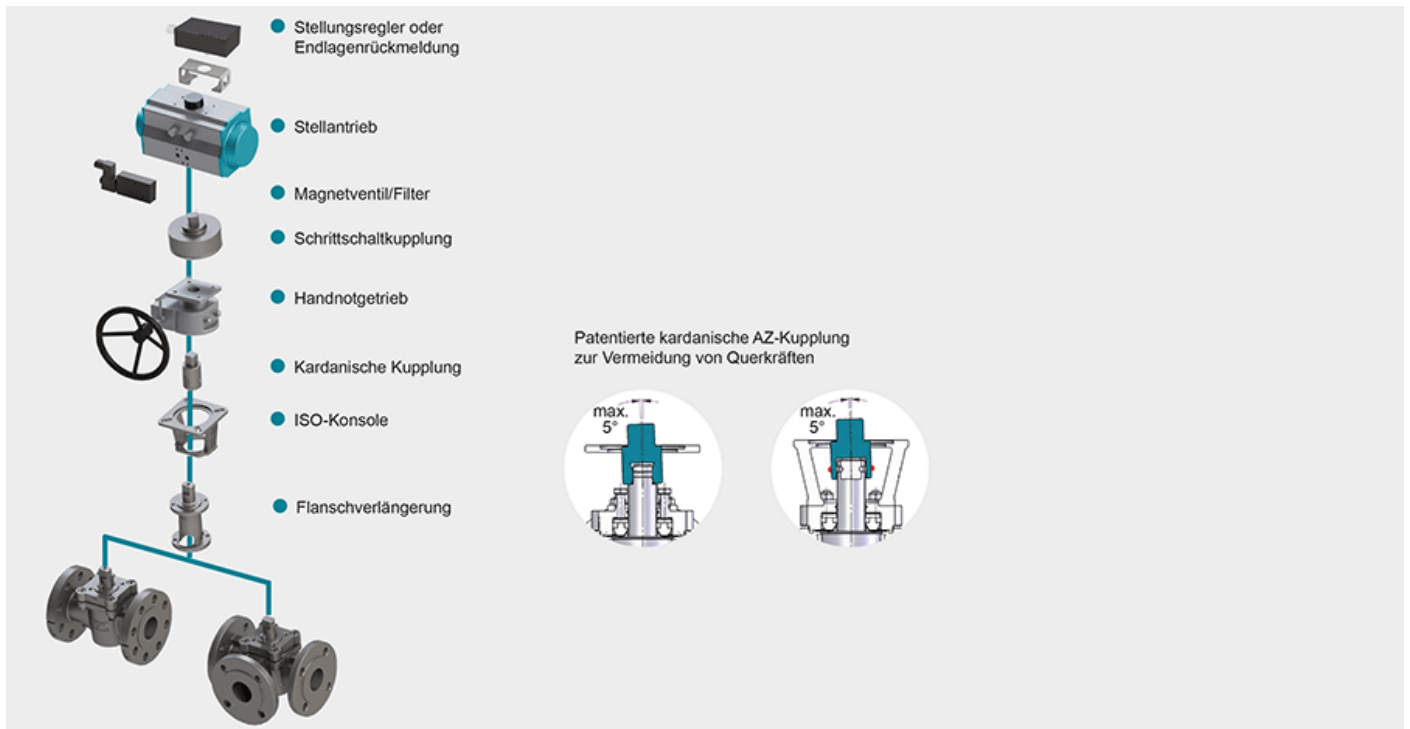 Stellungsregler oder
Endlagenrückmeldung
Stellantrieb
Magnetventil/Filter
Schrittschaltkupplung
Handnotgetrieb
Kardanische Kupplung
ISO-Konsole
Flanschverlängerung
Patentierte kardanische AZ-Kupplung
zur Vermeidung von Querkräften
max.
5°
max.
5°